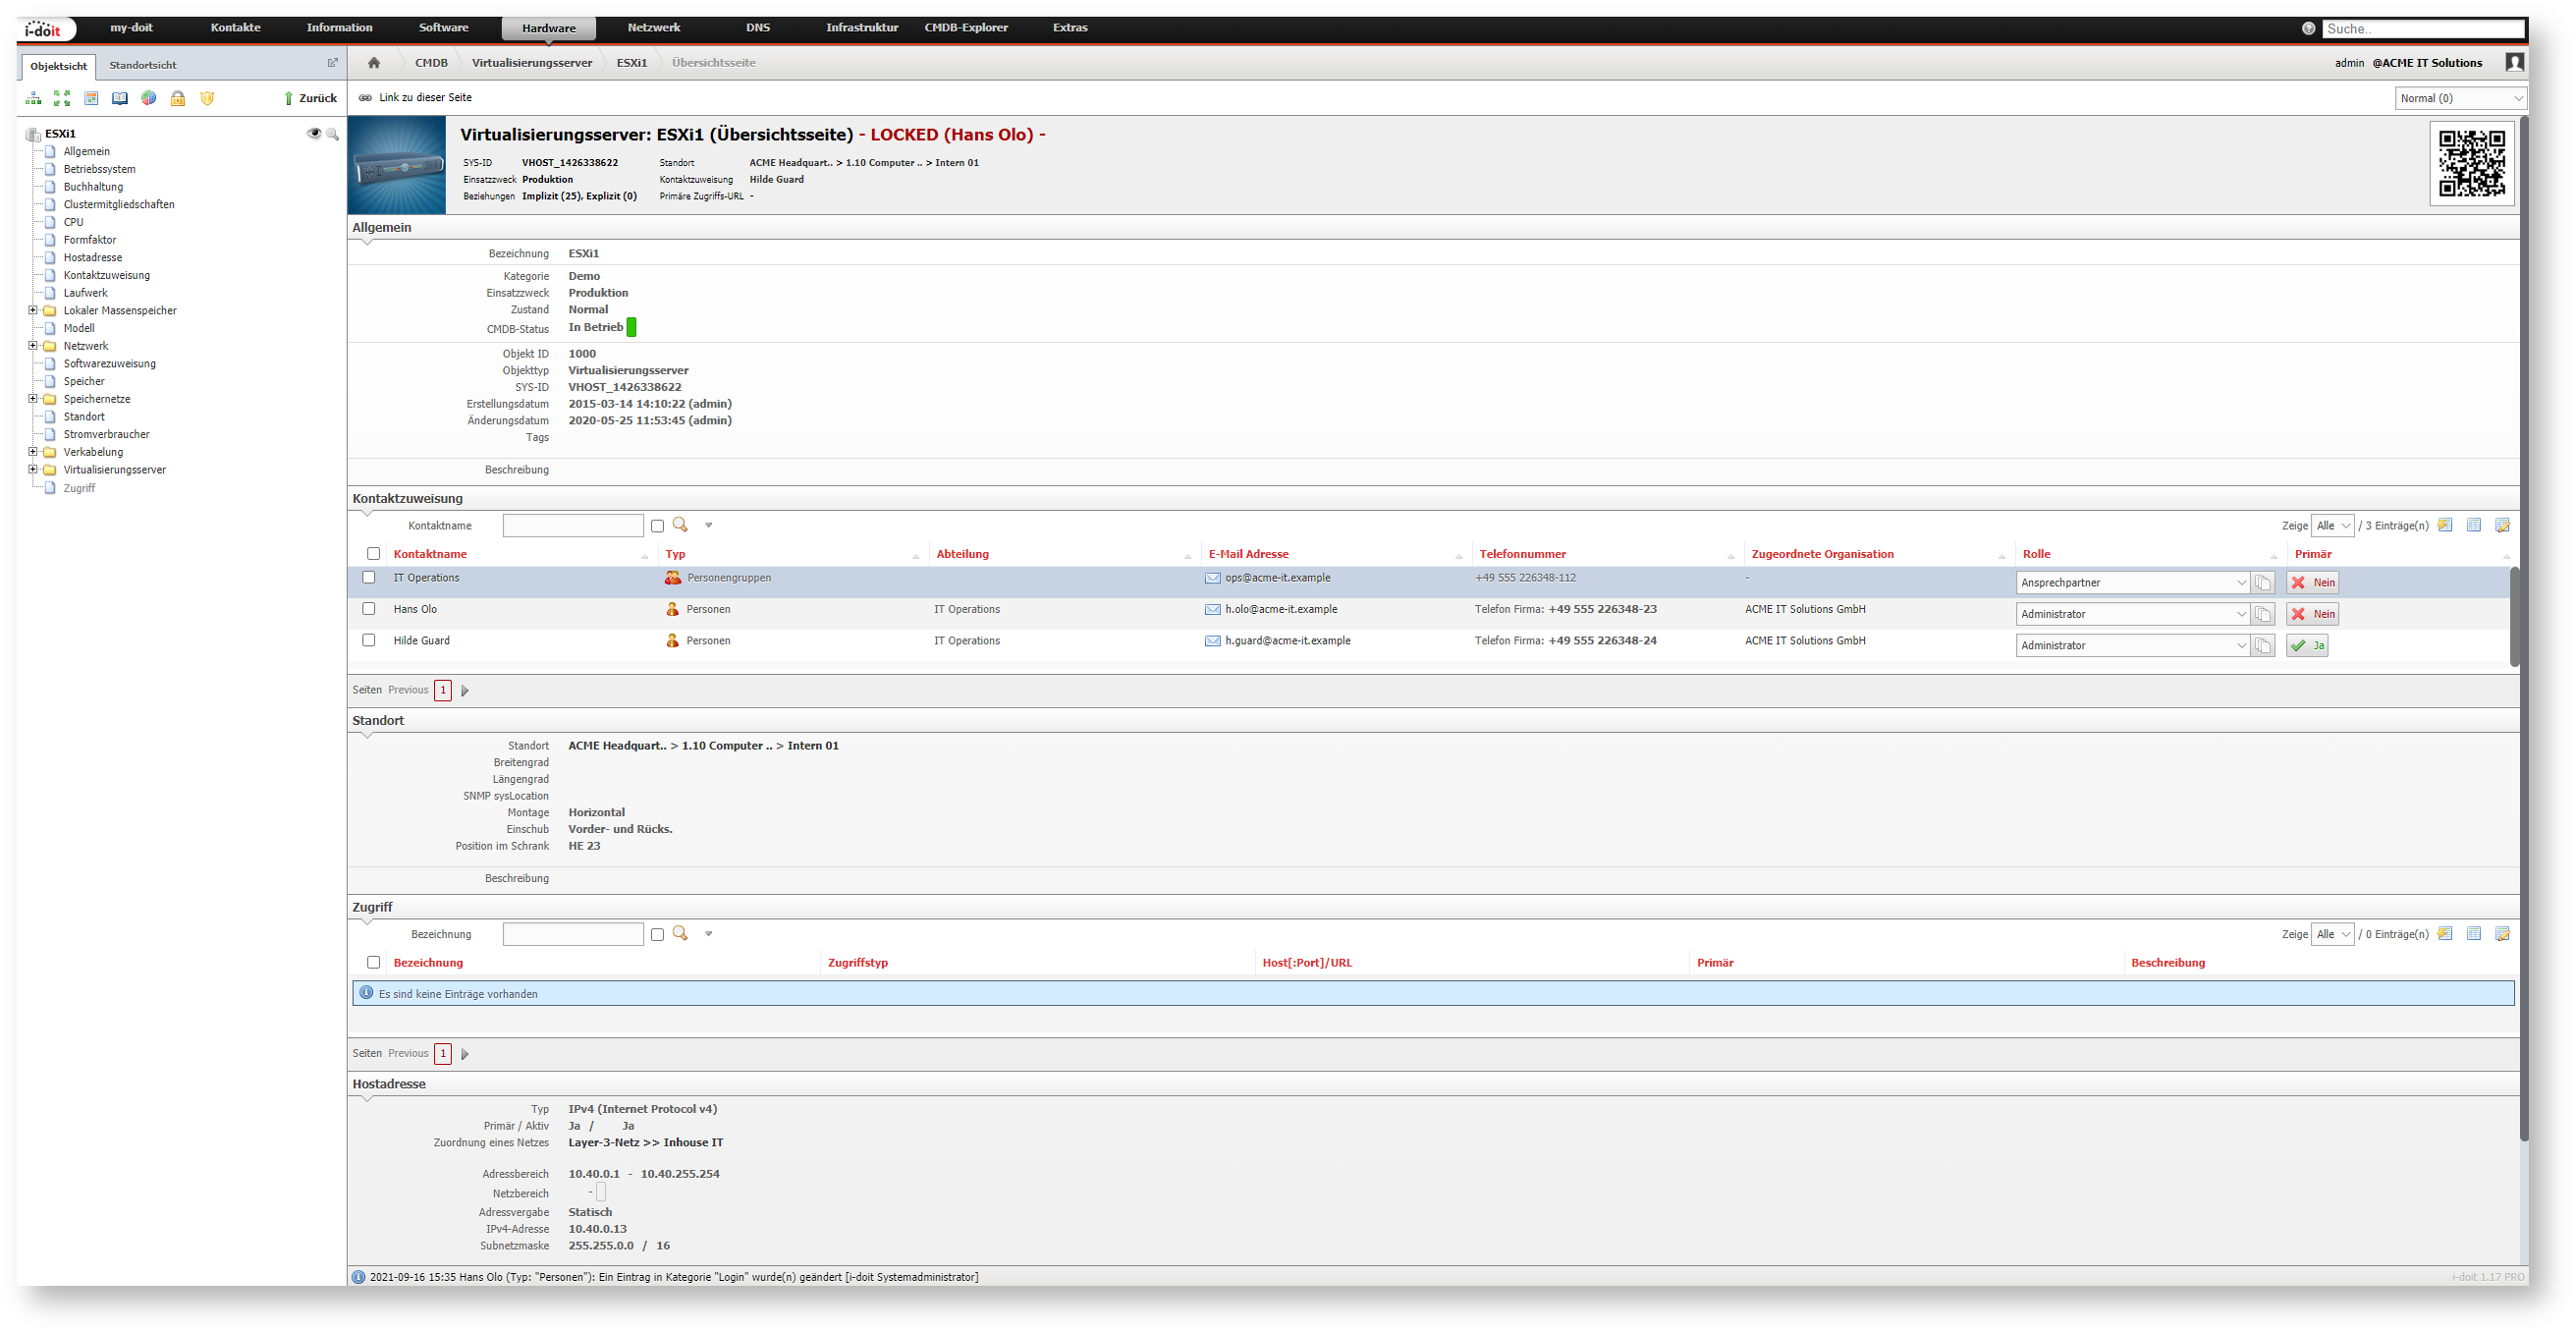 i-doit my-doit Kontakte Information Software Hardware Netzwerk DNS Infrastruktur CMDB-Explorer Extras Suche..
Objektsicht Standortsicht
CMDB Virtualisierungsserver ESXi1 Übersichtsseite admin @ACME IT Solutions
Zurück
Link zu dieser Seite Normal (0)
ESXi1
Allgemein
Betriebssystem
Buchhaltung
Clustermitgliedschaften
CPU
Formfaktor
Hostadresse
Kontaktzuweisung
Laufwerk
Lokaler Massenspeicher
Modell
Netzwerk
Softwarezuweisung
Speicher
Speichernetze
Standort
Stromverbraucher
Verkabelung
Virtualisierungsserver
Zugriff
Virtualisierungsserver: ESXi1 (Übersichtsseite) - LOCKED (Hans Olo) -
SYS-ID VHOST_1426338622 Standort ACME Headquart.. > 1.10 Computer .. > Intern 01
Einsatzzweck Produktion Kontaktzuweisung Hilde Guard
Beziehungen Implizit (25), Explizit (0) Primäre Zugriffs-URL -
Allgemein
Bezeichnung ESXi1
Kategorie Demo
Einsatzzweck Produktion
Zustand Normal
CMDB-Status In Betrieb
Objekt ID 1000
Objekttyp Virtualisierungsserver
SYS-ID VHOST_1426338622
Erstellungsdatum 2015-03-14 14:10:22 (admin)
Änderungsdatum 2020-05-25 11:53:45 (admin)
Tags
Beschreibung
Kontaktzuweisung
Kontaktname Zeige Alle / 3 Einträge(n)
Kontaktname Typ Abteilung E-Mail Adresse Telefonnummer Zugeordnete Organisation Rolle Primär
IT Operations Personengruppen ops@acme-it.example +49 555 226348-112 - Ansprechpartner Nein
Hans Olo Personen IT Operations h.olo@acme-it.example Telefon Firma: +49 555 226348-23 ACME IT Solutions GmbH Administrator Nein
Hilde Guard Personen IT Operations h.guard@acme-it.example Telefon Firma: +49 555 226348-24 ACME IT Solutions GmbH Administrator Ja
Seiten Previous 1
Standort
Standort ACME Headquart.. > 1.10 Computer .. > Intern 01
Breitengrad
Längengrad
SNMP sysLocation
Montage Horizontal
Einschub Vorder- und Rücks.
Position im Schrank HE 23
Beschreibung
Zugriff
Bezeichnung Zeige Alle / 0 Einträge(n)
Bezeichnung Zugriffstyp Host[:Port]/URL Primär Beschreibung
Es sind keine Einträge vorhanden
Seiten Previous 1
Hostadresse
Typ IPv4 (Internet Protocol v4)
Primär / Aktiv Ja / Ja
Zuordnung eines Netzes Layer-3-Netz >> Inhouse IT
Adressbereich 10.40.0.1 - 10.40.255.254
Netzbereich -
Adressvergabe Statisch
IPv4-Adresse 10.40.0.13
Subnetzmaske 255.255.0.0 / 16
2021-09-16 15:35 Hans Olo (Typ: "Personen"): Ein Eintrag in Kategorie "Login" wurde(n) geändert [i-doit Systemadministrator] i-doit 1.17 PRO